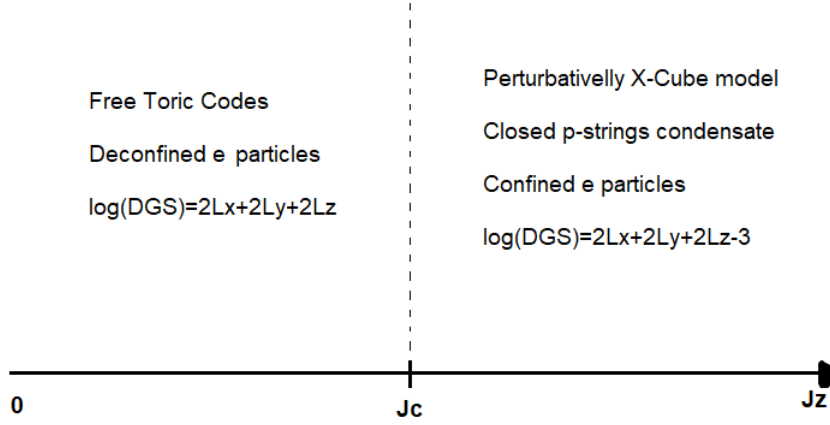 Free Toric Codes
Deconfined e particles
log(DGS)=2Lx+2Ly+2Lz
Perturbativelly X-Cube model
Closed p-strings condensate
Confined e particles
log(DGS)=2Lx+2Ly+2Lz-3
0
Jc
Jz